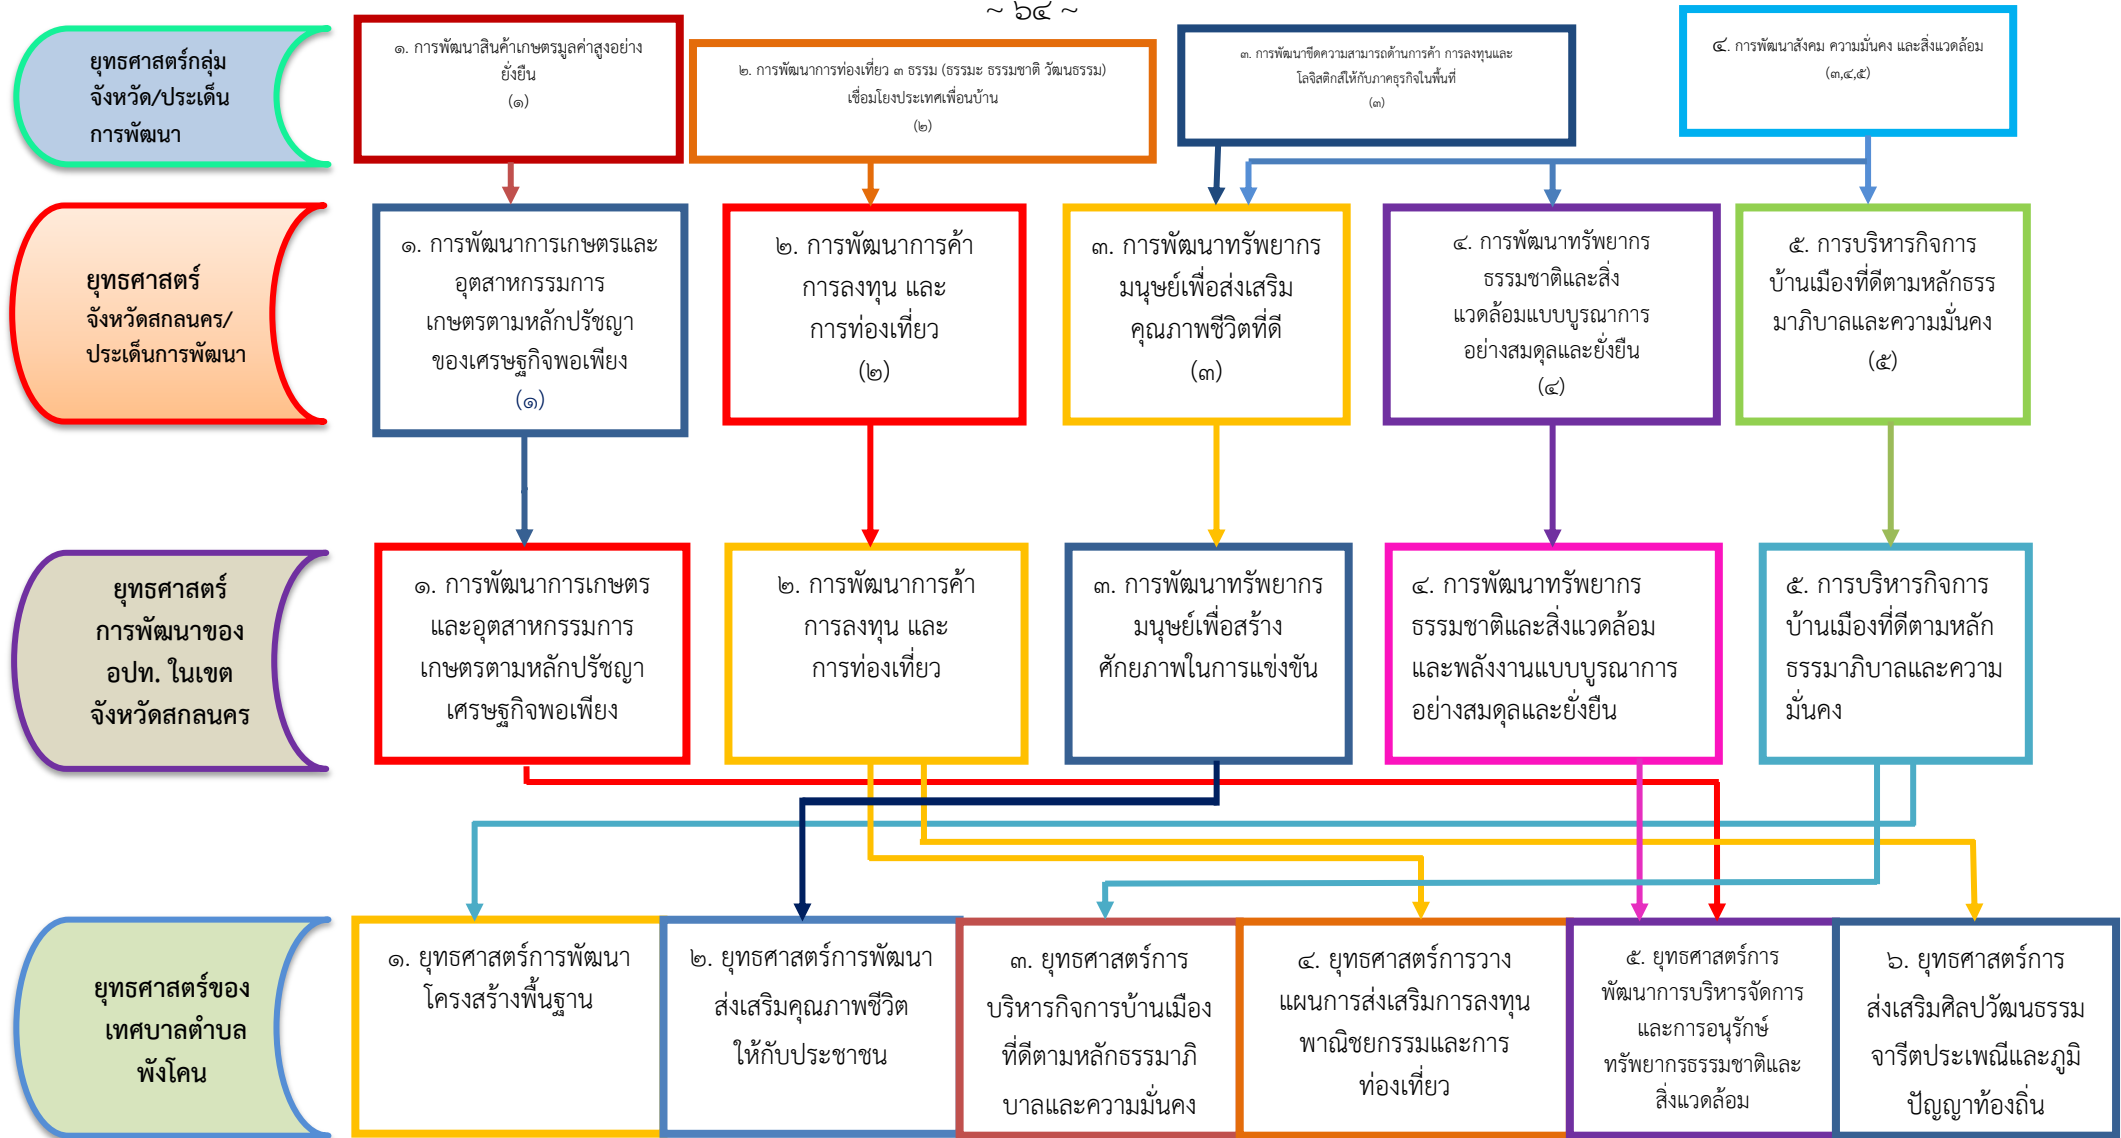 ~ ๖๔ ~
ยุทธศาสตร์กลุ่ม
จังหวัด/ประเด็น
การพัฒนา
๑. การพัฒนาสินค้าเกษตรมูลค่าสูงอย่าง
ยั่งยืน
(๑)
๒. การพัฒนาการท่องเที่ยว ๓ ธรรม (ธรรมะ ธรรมชาติ วัฒนธรรม)
เชื่อมโยงประเทศเพื่อนบ้าน
(๒)
๓. การพัฒนาขีดความสามารถด้านการค้า การลงทุนและ
โลจิสติกส์ให้กับภาคธุรกิจในพื้นที่
(๓)
๔. การพัฒนาสังคม ความมั่นคง และสิ่งแวดล้อม
(๓,๔,๕)
ยุทธศาสตร์
จังหวัดสกลนคร/
ประเด็นการพัฒนา
๑. การพัฒนาการเกษตรและ
อุตสาหกรรมการ
เกษตรตามหลักปรัชญา
ของเศรษฐกิจพอเพียง
(๑)
๒. การพัฒนาการค้า
การลงทุน และ
การท่องเที่ยว
(๒)
๓. การพัฒนาทรัพยากร
มนุษย์เพื่อส่งเสริม
คุณภาพชีวิตที่ดี
(๓)
๔. การพัฒนาทรัพยากร
ธรรมชาติและสิ่ง
แวดล้อมแบบบูรณาการ
อย่างสมดุลและยั่งยืน
(๔)
๕. การบริหารกิจการ
บ้านเมืองที่ดีตามหลักธรร
มาภิบาลและความมั่นคง
(๕)
ยุทธศาสตร์
การพัฒนาของ
อปท. ในเขต
จังหวัดสกลนคร
๑. การพัฒนาการเกษตร
และอุตสาหกรรมการ
เกษตรตามหลักปรัชญา
เศรษฐกิจพอเพียง
๒. การพัฒนาการค้า
การลงทุน และ
การท่องเที่ยว
๓. การพัฒนาทรัพยากร
มนุษย์เพื่อสร้าง
ศักยภาพในการแข่งขัน
๔. การพัฒนาทรัพยากร
ธรรมชาติและสิ่งแวดล้อม
และพลังงานแบบบูรณาการ
อย่างสมดุลและยั่งยืน
๕. การบริหารกิจการ
บ้านเมืองที่ดีตามหลัก
ธรรมาภิบาลและความ
มั่นคง
ยุทธศาสตร์ของ
เทศบาลตำบล
พังโคน
๑. ยุทธศาสตร์การพัฒนา
โครงสร้างพื้นฐาน
๒. ยุทธศาสตร์การพัฒนา
ส่งเสริมคุณภาพชีวิต
ให้กับประชาชน
๓. ยุทธศาสตร์การ
บริหารกิจการบ้านเมือง
ที่ดีตามหลักธรรมาภิ
บาลและความมั่นคง
๔. ยุทธศาสตร์การวาง
แผนการส่งเสริมการลงทุน
พาณิชยกรรมและการ
ท่องเที่ยว
๕. ยุทธศาสตร์การ
พัฒนาการบริหารจัดการ
และการอนุรักษ์
ทรัพยากรธรรมชาติและ
สิ่งแวดล้อม
๖. ยุทธศาสตร์การ
ส่งเสริมศิลปวัฒนธรรม
จารีตประเพณีและภูมิ
ปัญญาท้องถิ่น